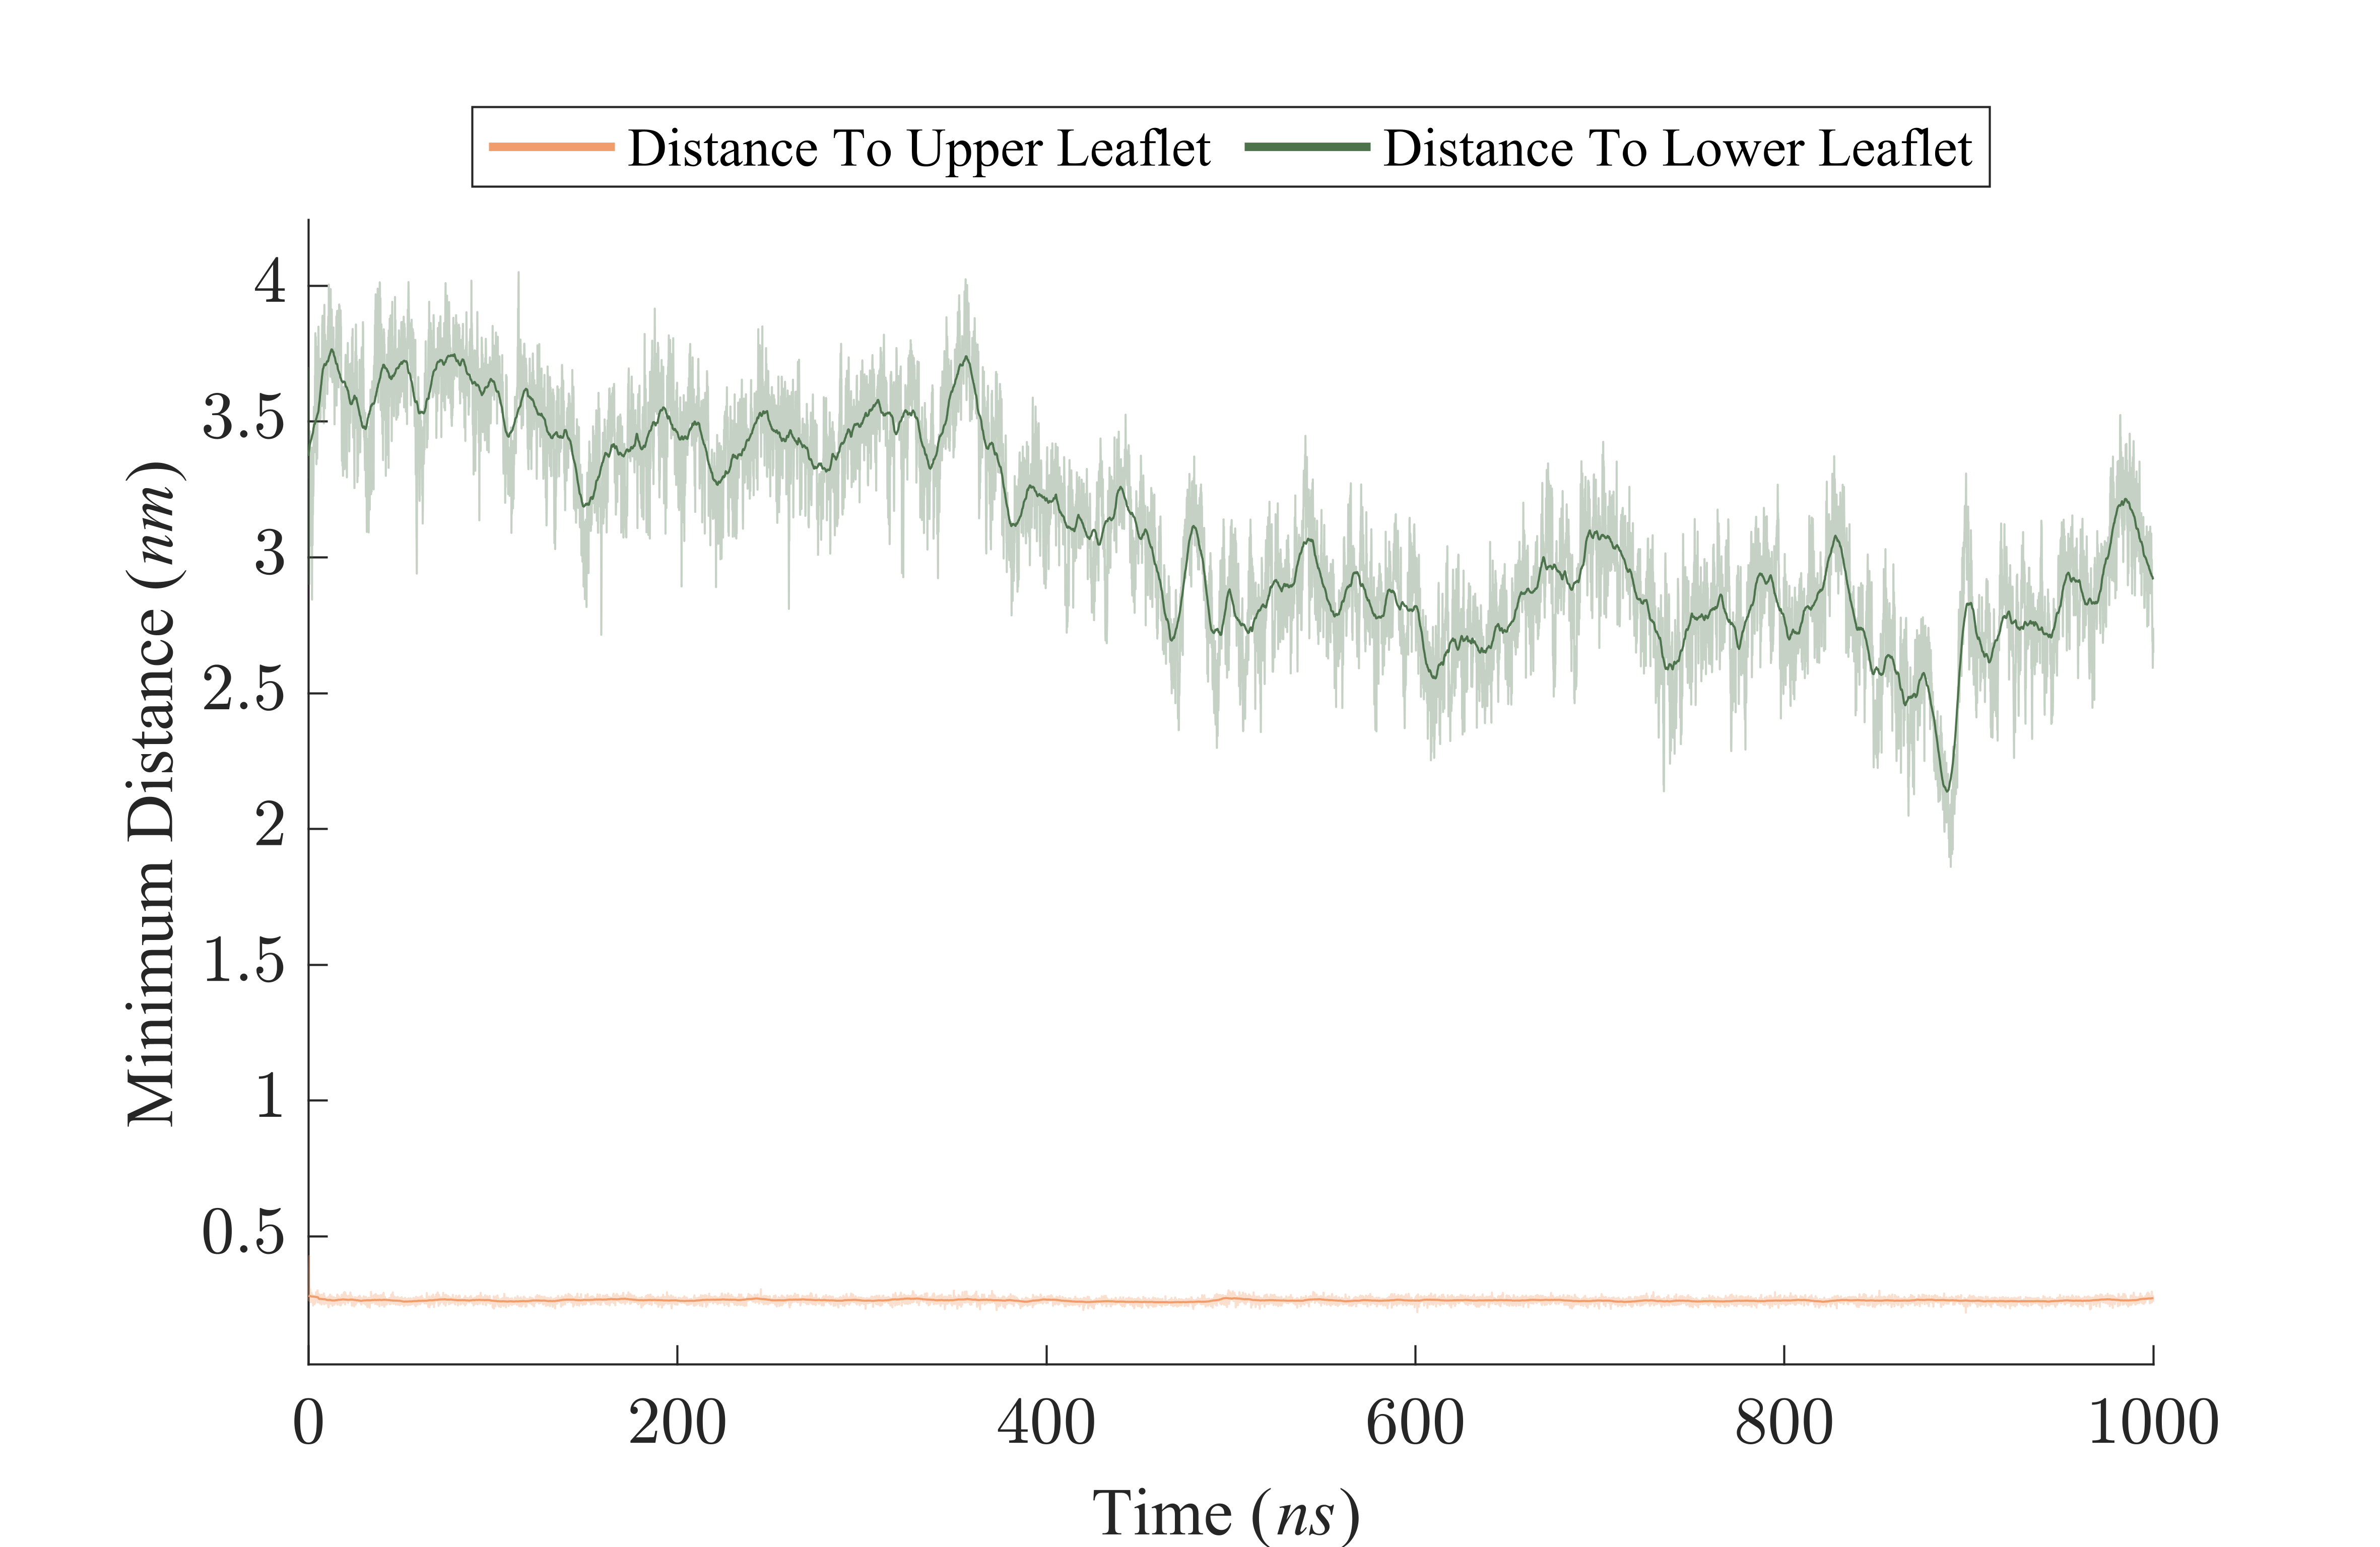 Distance To Upper Leaflet Distance To Lower Leaflet
Minimum Distance (nm)
4
3.5
3
2.5
2
1.5
1
0.5
0 200 400 600 800 1000
Time (ns)